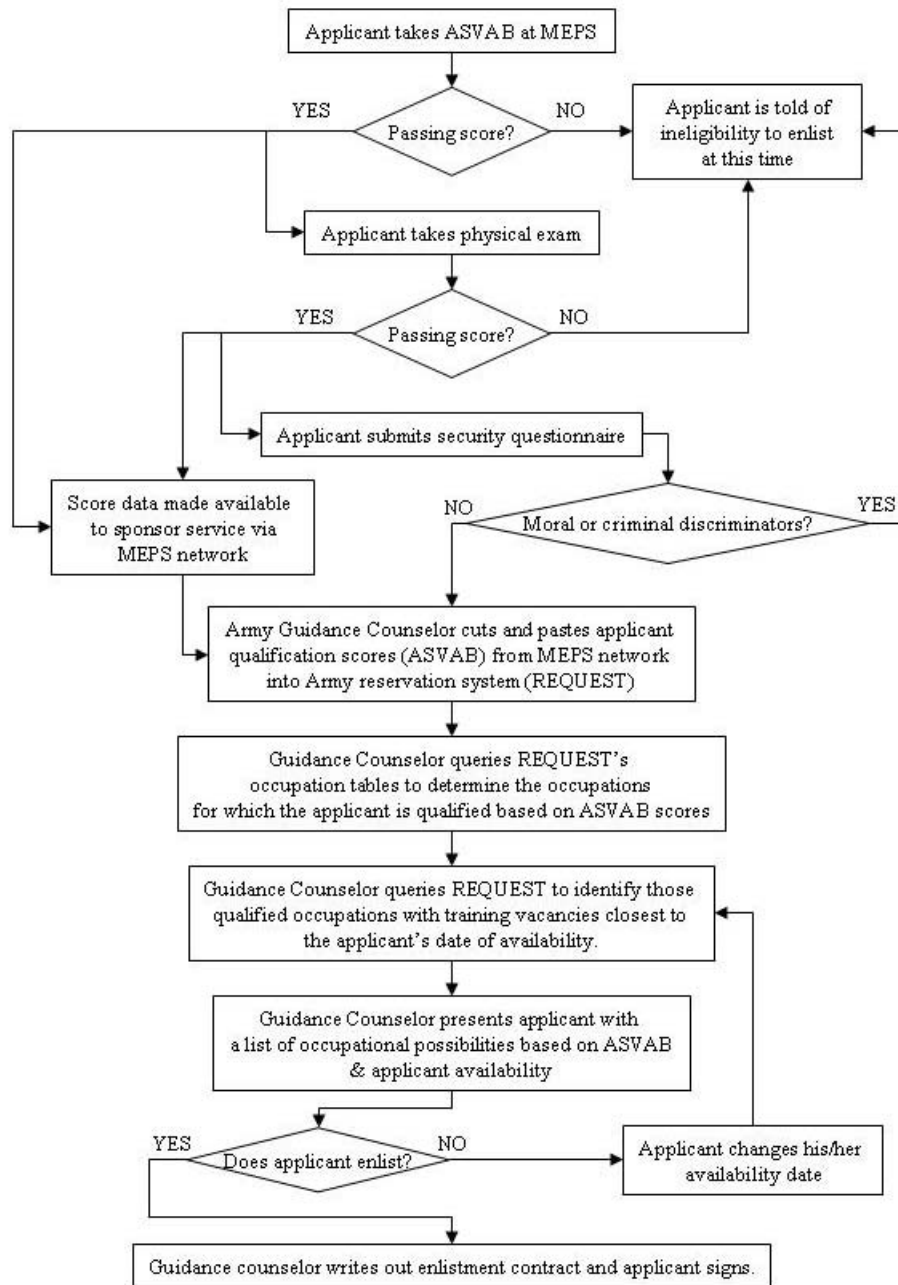 Applicant takes ASVAB at MEPS
YES
Passing score?
NO
Applicant is told of
ineligibility to enlist
at this time
Applicant takes physical exam
YES
Passing score?
NO
Applicant submits security questionnaire
Score data made available
to sponsor service via
MEPS network
NO
Moral or criminal discriminators?
YES
Army Guidance Counselor cuts and pastes applicant
qualification scores (ASVAB) from MEPS network
into Army reservation system (REQUEST)
Guidance Counselor queries REQUEST's
occupation tables to determine the occupations
for which the applicant is qualified based on ASVAB scores
Guidance Counselor queries REQUEST to identify those
qualified occupations with training vacancies closest to
the applicant's date of availability.
Guidance Counselor presents applicant with
a list of occupational possibilities based on ASVAB
& applicant availability
YES
Does applicant enlist?
NO
Applicant changes his/her
availability date
Guidance counselor writes out enlistment contract and applicant signs.